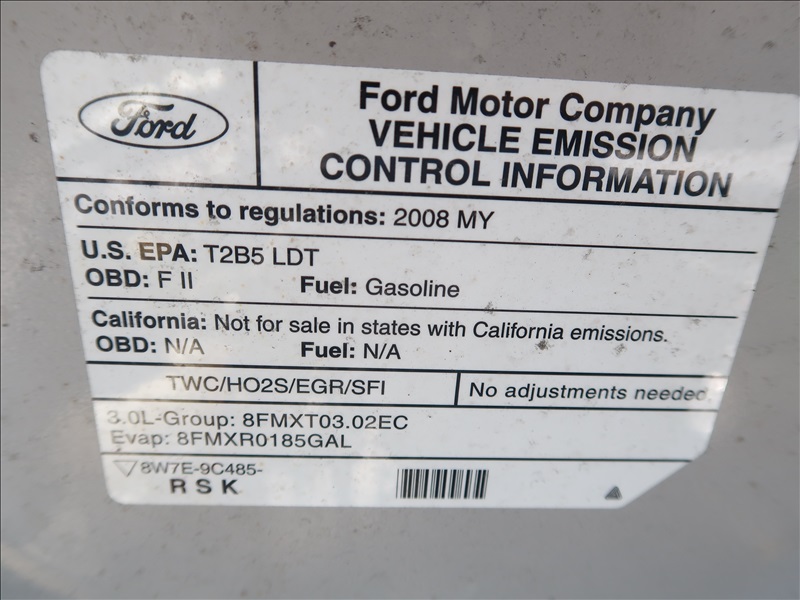 Ford
Ford Motor Company
VEHICLE EMISSION
CONTROL INFORMATION
Conforms to regulations: 2008 MY
U.S. EPA: T2B5 LDT
OBD: F II Fuel: Gasoline
California: Not for sale in states with California emissions.
OBD: N/A Fuel: N/A
TWC/HO2S/EGR/SFI No adjustments needed.
3.0L-Group: 8FMXT03.02EC
Evap: 8FMXR0185GAL
8W7E-9C485-
RSK